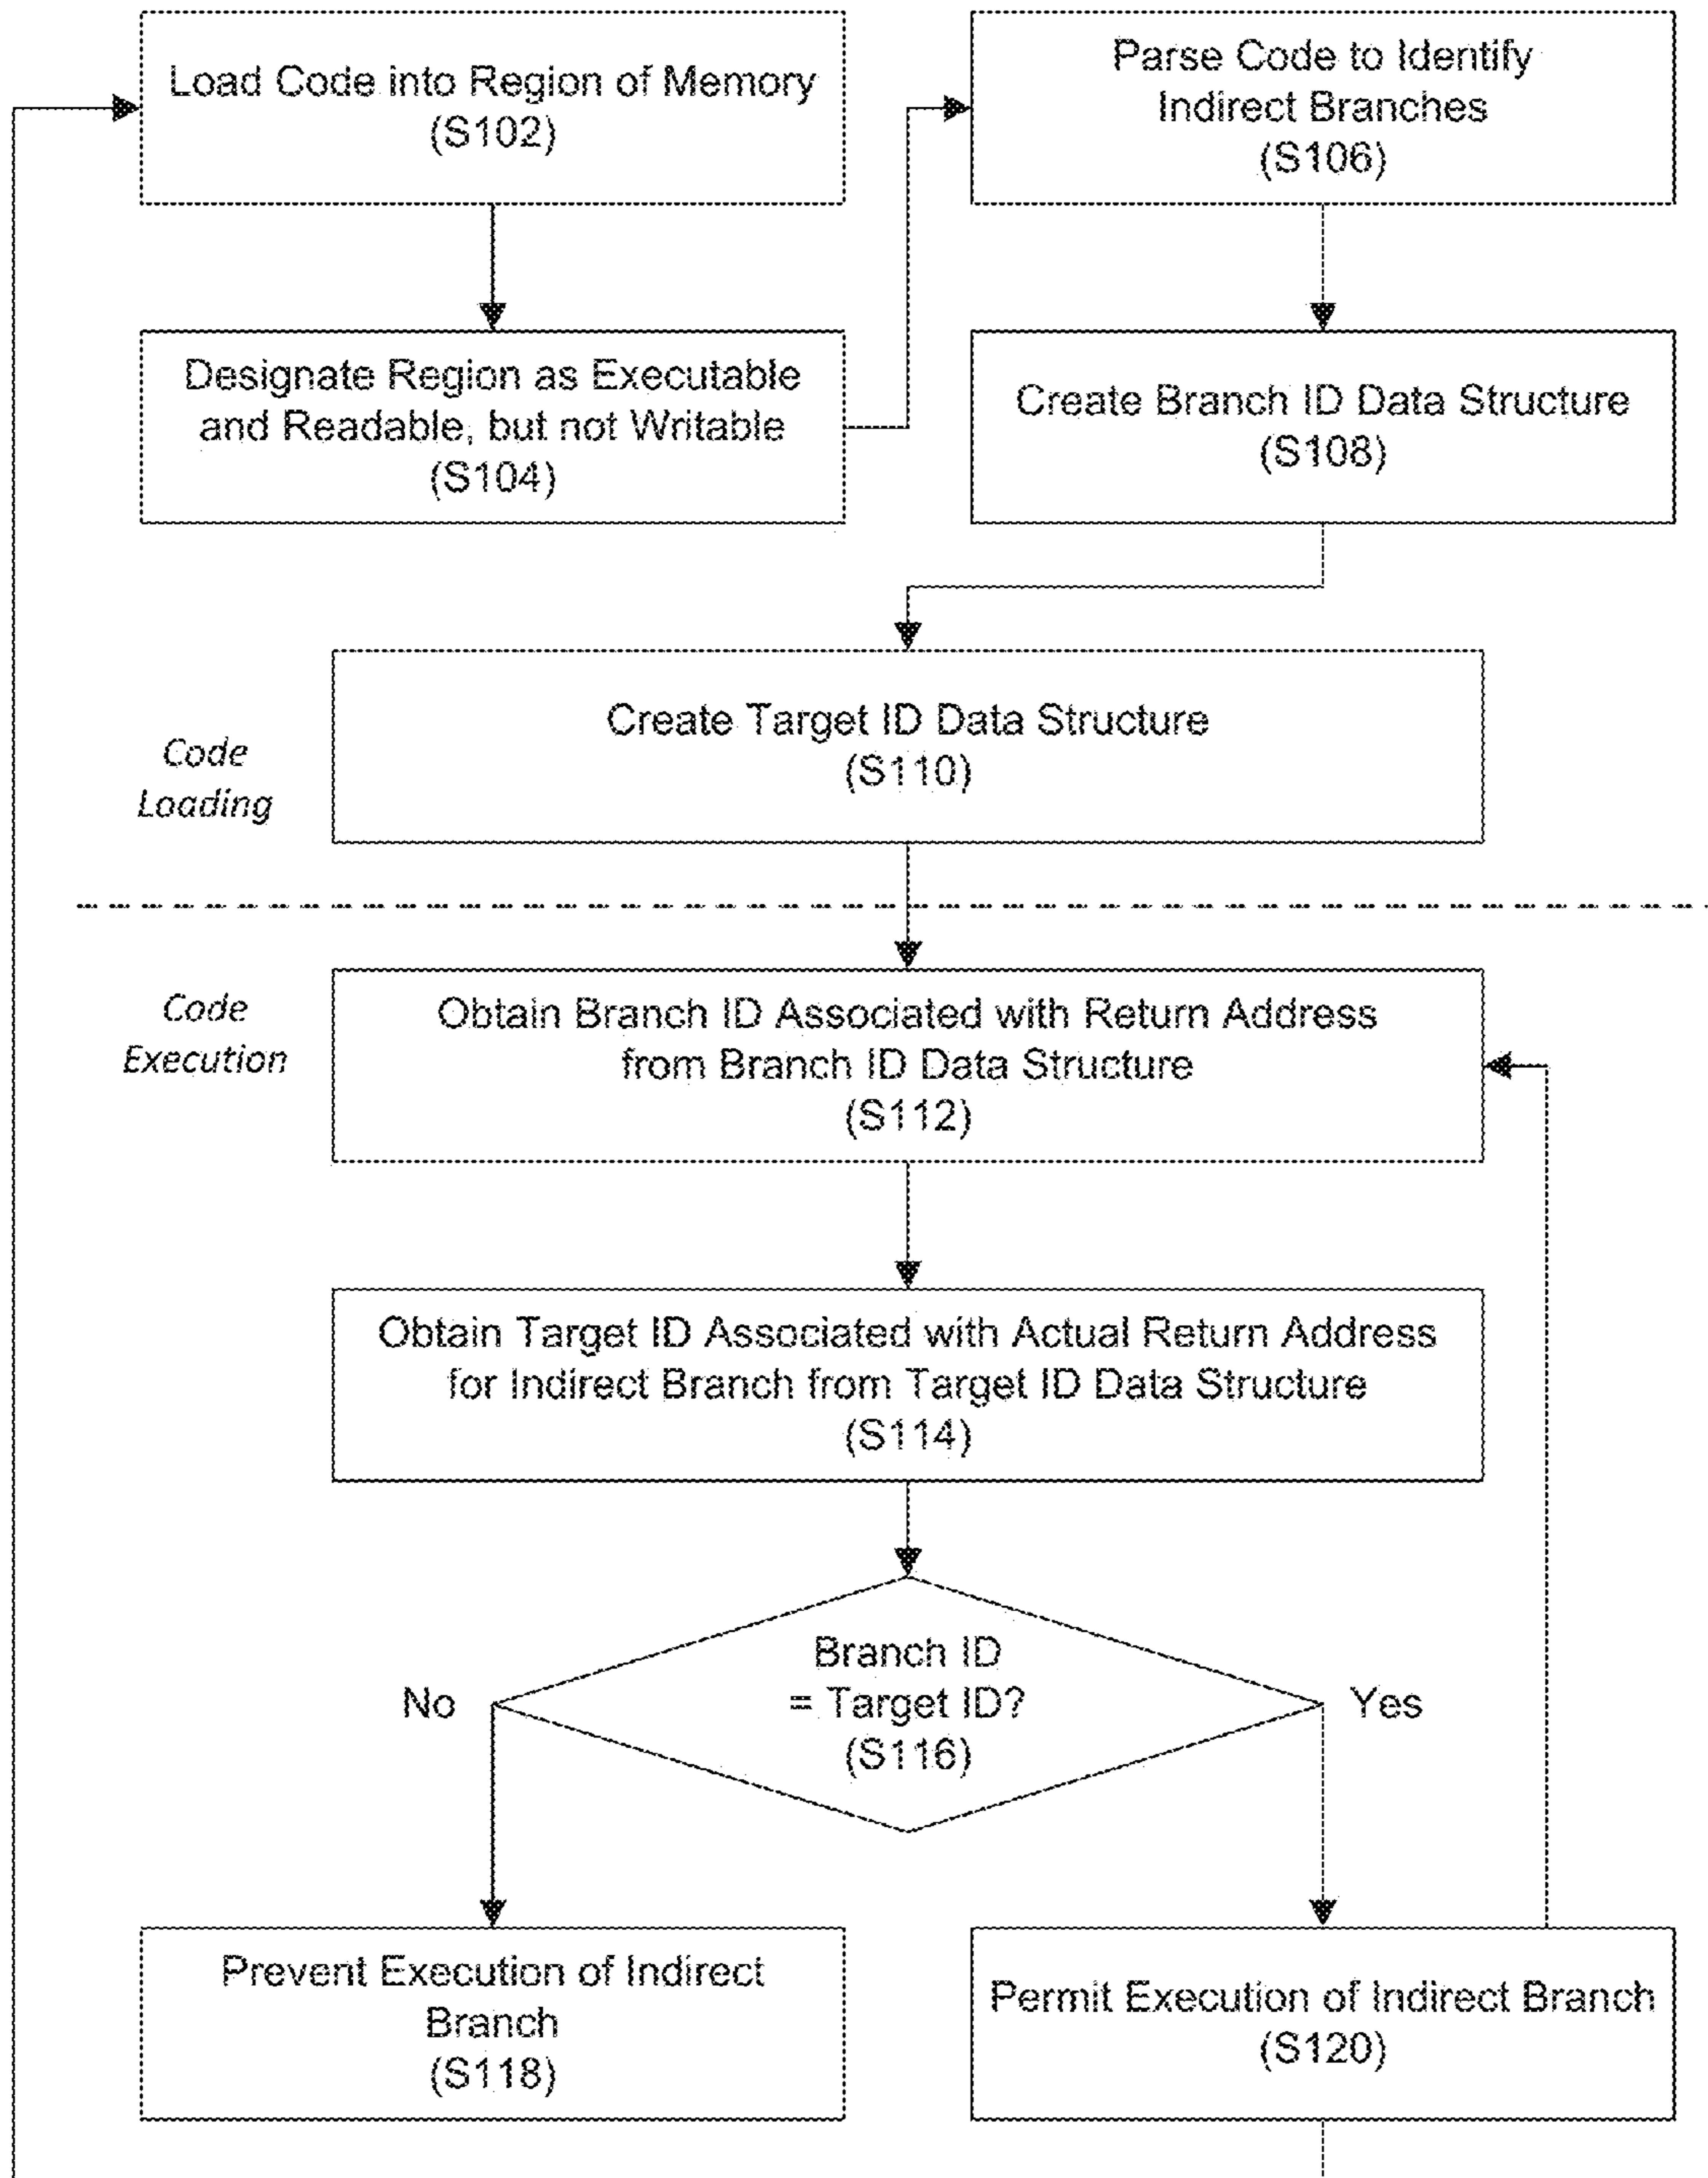 Load Code into Region of Memory
(S102)
Parse Code to Identify
Indirect Branches
(S106)
Designate Region as Executable
and Readable, but not Writable
(S104)
Create Branch ID Data Structure
(S108)
Create Target ID Data Structure
(S110)
Code
Loading
Code
Execution
Obtain Branch ID Associated with Return Address
from Branch ID Data Structure
(S112)
Obtain Target ID Associated with Actual Return Address
for Indirect Branch from Target ID Data Structure
(S114)
Branch ID
= Target ID?
(S116)
No
Yes
Prevent Execution of Indirect
Branch
(S118)
Permit Execution of Indirect Branch
(S120)